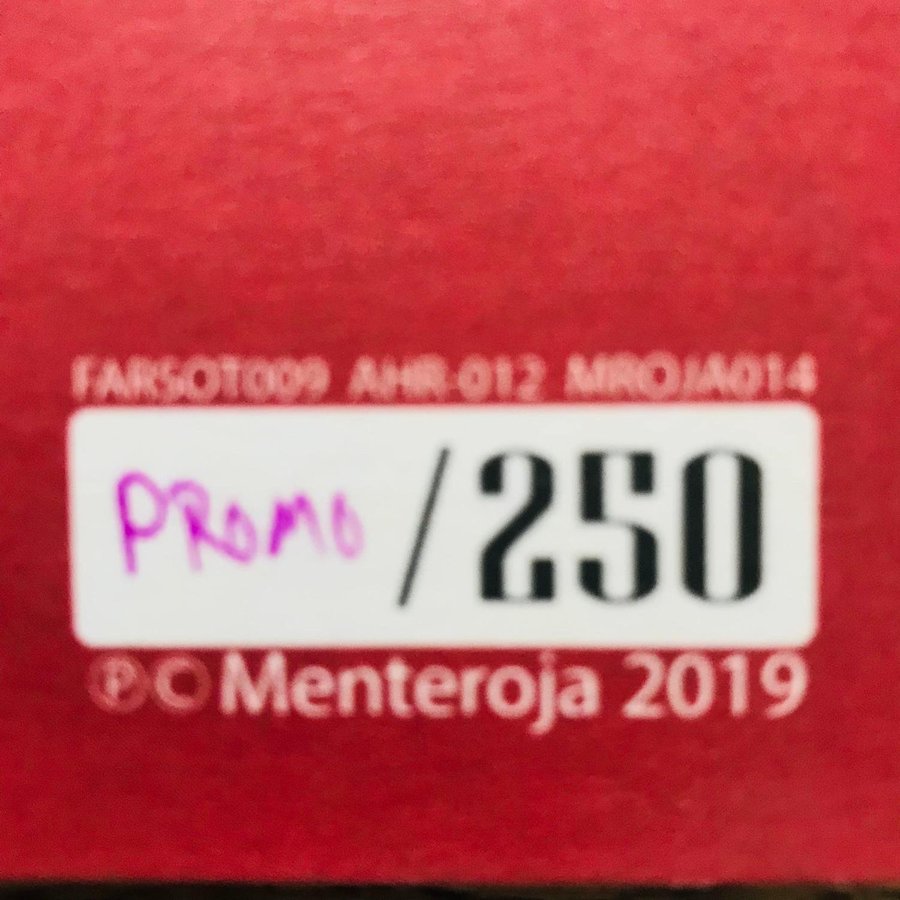 FARSOT009 AHR-012 MROJA014
PROMO /250
℗© Menteroja 2019